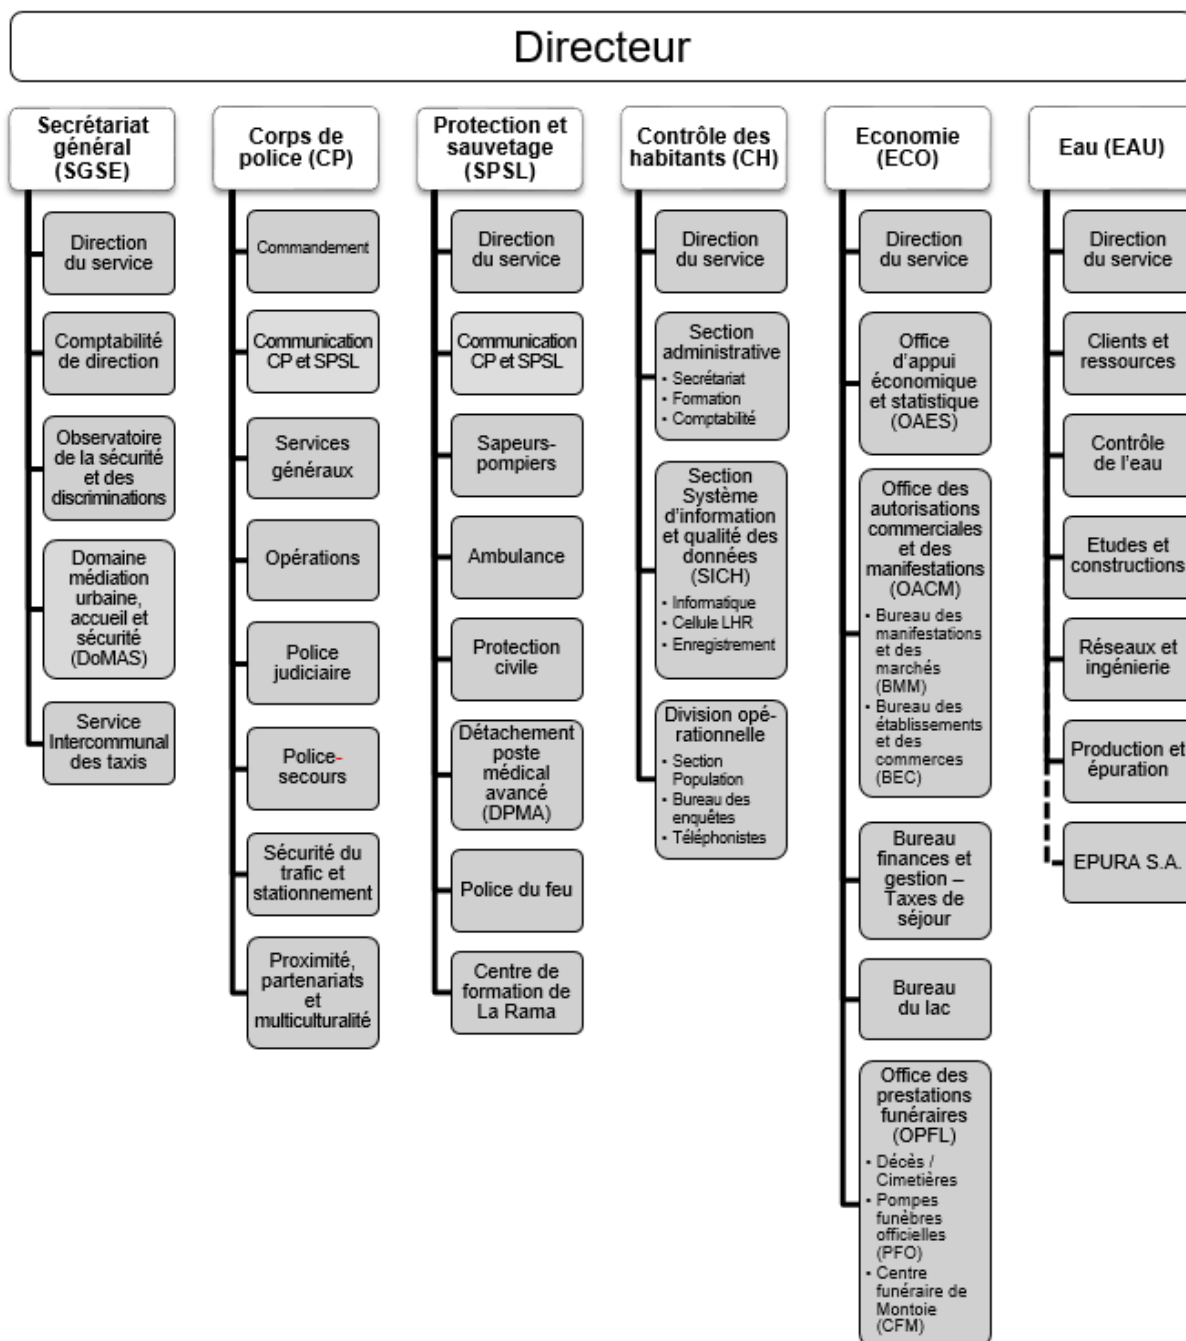 Directeur
Secrétariat
général
(SGSE)
Direction
du service
Comptabilité
de direction
Observatoire
de la sécurité
et des
discriminations
Domaine
médiation
urbaine,
accueil et
sécurité
(DoMAS)
Service
Intercommunal
des taxis
Corps de
police (CP)
Commandement
Communication
CP et SPSL
Services
généraux
Opérations
Police
judiciaire
Police-
secours
Sécurité du
trafic et
stationnement
Proximité,
partenariats
et
multiculturalité
Protection et
sauvetage
(SPSL)
Direction
du service
Communication
CP et SPSL
Sapeurs-
pompiers
Ambulance
Protection
civile
Détachement
poste
médical
avancé
(DPMA)
Police du feu
Centre de
formation de
La Rama
Contrôle des
habitants (CH)
Direction
du service
Section
administrative
• Secrétariat
• Formation
• Comptabilité
Section
Système
d'information
et qualité des
données
(SICH)
• Informatique
• Cellule LHR
• Enregistrement
Division opé-
rationnelle
• Section
Population
• Bureau des
enquêtes
• Téléphonistes
Economie
(ECO)
Direction
du service
Office
d'appui
économique
et statistique
(OAES)
Office des
autorisations
commerciales
et des
manifestations
(OACM)
• Bureau des
manifestations
et des
marchés
(BMM)
• Bureau des
établissements
et des
commerces
(BEC)
Bureau
finances et
gestion –
Taxes de
séjour
Bureau
du lac
Office des
prestations
funéraires
(OPFL)
• Décès /
Cimetières
• Pompes
funèbres
officielles
(PFO)
• Centre
funéraire de
Montoie
(CFM)
Eau (EAU)
Direction
du service
Clients et
ressources
Contrôle
de l'eau
Etudes et
constructions
Réseaux et
ingénierie
Production et
épuration
EPURA S.A.